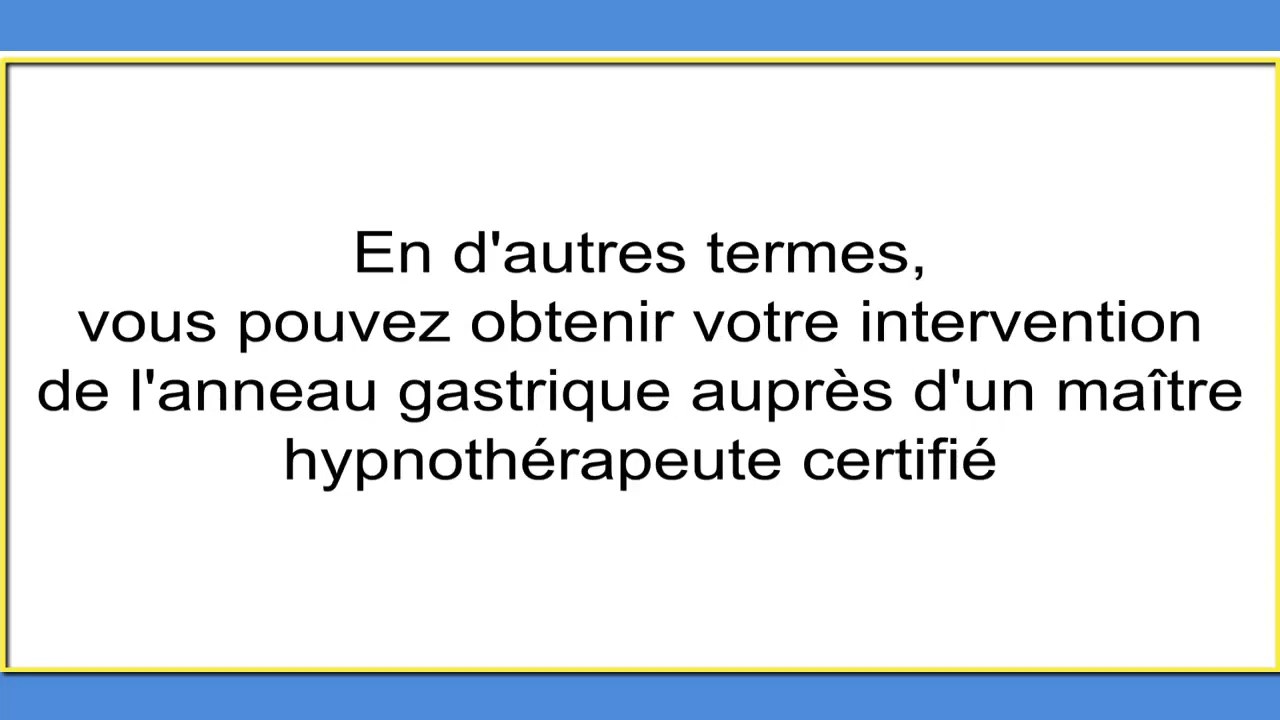 En d'autres termes,
vous pouvez obtenir votre intervention
de l'anneau gastrique auprès d'un maître
hypnothérapeute certifié